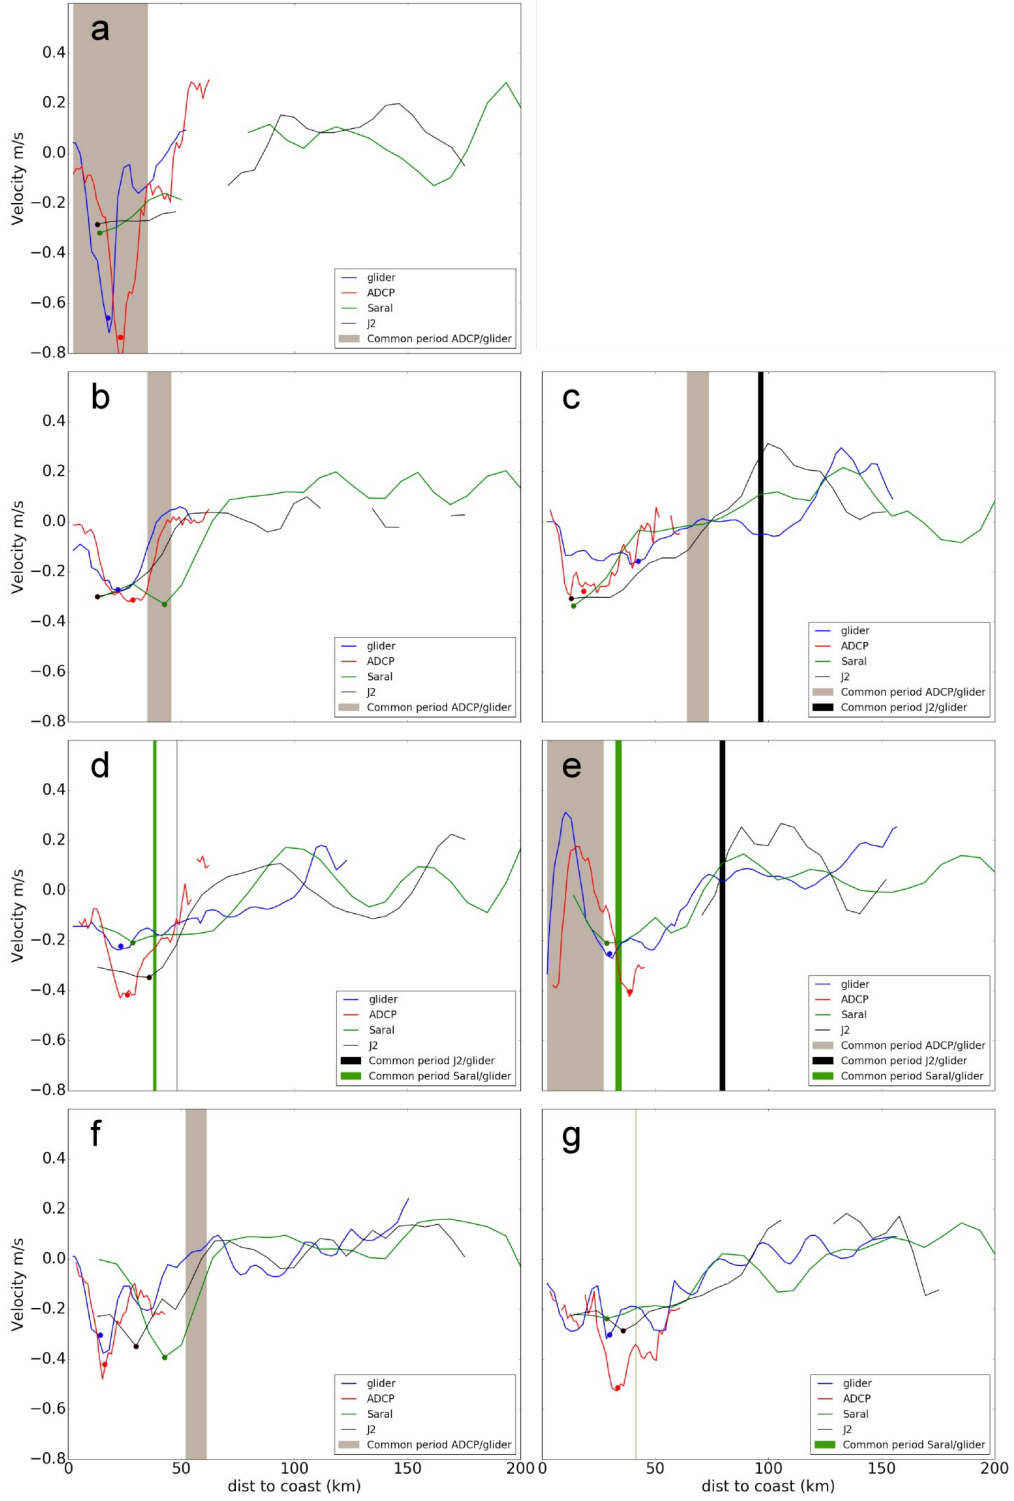 a
0.4
0.2
0.0
−0.2
−0.4
−0.6
−0.8
Velocity m/s
glider
ADCP
Saral
J2
Common period ADCP/glider
b
0.4
0.2
0.0
−0.2
−0.4
−0.6
−0.8
Velocity m/s
glider
ADCP
Saral
J2
Common period ADCP/glider
c
glider
ADCP
Saral
J2
Common period ADCP/glider
Common period J2/glider
d
0.4
0.2
0.0
−0.2
−0.4
−0.6
−0.8
Velocity m/s
glider
ADCP
Saral
J2
Common period J2/glider
Common period Saral/glider
e
glider
ADCP
Saral
J2
Common period ADCP/glider
Common period J2/glider
Common period Saral/glider
f
0.4
0.2
0.0
−0.2
−0.4
−0.6
−0.8
Velocity m/s
glider
ADCP
Saral
J2
Common period ADCP/glider
0 50 100 150 200
dist to coast (km)
g
glider
ADCP
Saral
J2
Common period Saral/glider
0 50 100 150 200
dist to coast (km)